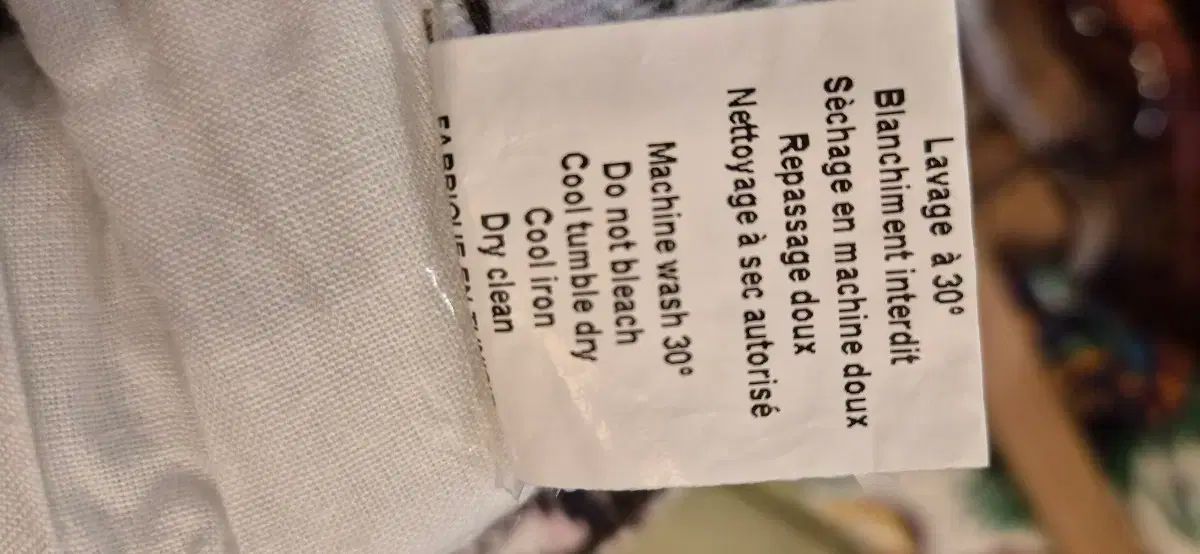 Lavage à 30°
Blanchiment interdit
Sèchage en machine doux
Repassage doux
Nettoyage à sec autorisé
Machine wash 30°
Do not bleach
Cool tumble dry
Cool iron
Dry clean